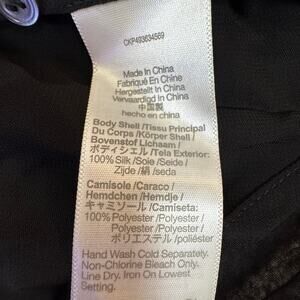 CKP493634569
Made In China
Fabriqué En Chine
Hergestellt In China
Vervaardigd In China
中国製
hecho en china
Body Shell /Tissu Principal
Du Corps /Körper Shell /
Bovenstof Lichaam /
ボディシェル /Tela Exterior:
100% Silk /Soie /Seide /
Zijde /絹 /seda
Camisole /Caraco /
Hemdchen /Hemdje /
キャミソール /Camiseta:
100% Polyester /Polyester /
Polyester /Polyester /
ポリエステル /poliéster
Hand Wash Cold Separately.
Non-Chlorine Bleach Only.
Line Dry. Iron On Lowest
Setting.